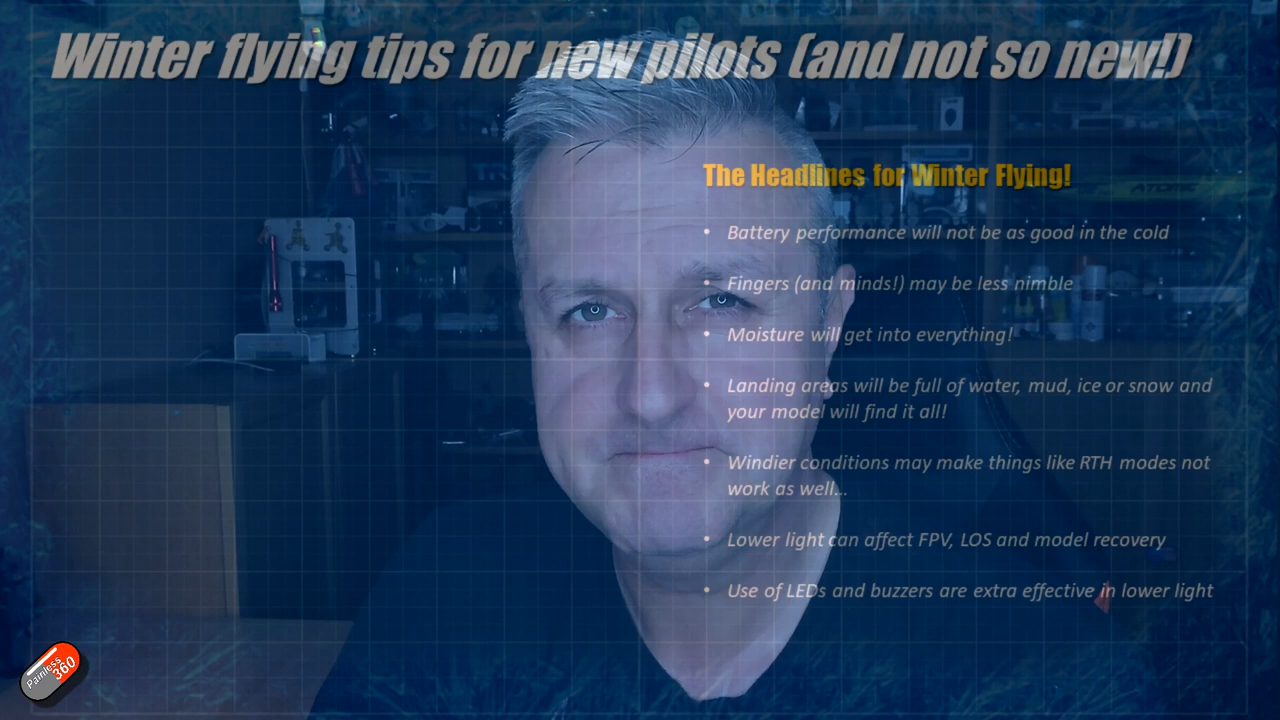 Winter flying tips for new pilots (and not so new!)
The Headlines for Winter Flying!
• Battery performance will not be as good in the cold
• Fingers (and minds!) may be less nimble
• Moisture will get into everything!
• Landing areas will be full of water, mud, ice or snow and
your model will find it all!
• Windier conditions may make things like RTH modes not
work as well...
• Lower light can affect FPV, LOS and model recovery
• Use of LEDs and buzzers are extra effective in lower light
ATOMIC
Painless
360